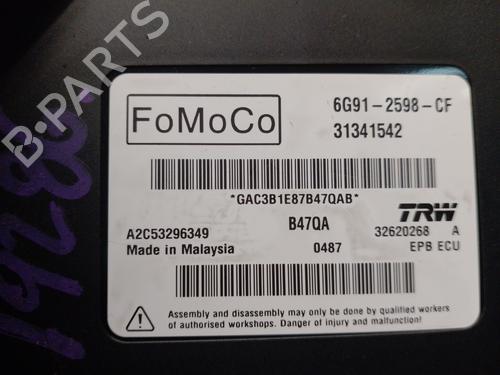 B-PARTS
FoMoCo
6G91-2598-CF
31341542
*GAC3B1E87B47QAB*
A2C53296349
B47QA
TRW
32620268 A
Made in Malaysia
0487
EPB ECU
Assembly and disassembly may only be done by qualified workers
of authorised workshops. Danger of injury and malfunction!